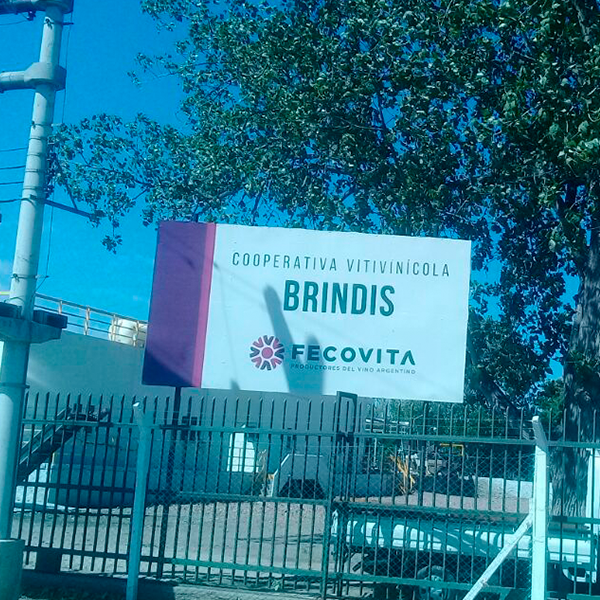 COOPERATIVA VITIVINÍCOLA
BRINDIS
FECOVITA
PRODUCTORES DEL VINO ARGENTINO